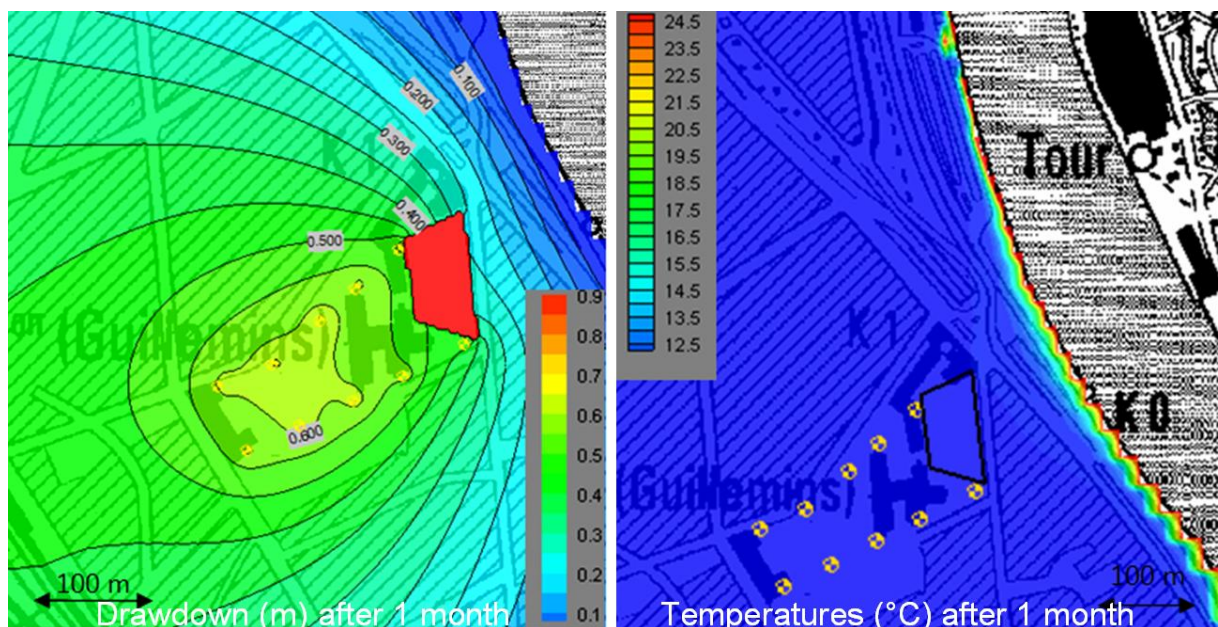 0.100
0.200
0.300
0.400
0.500
0.600
K 1
on (Guillemins)
0.9
0.8
0.7
0.6
0.5
0.4
0.3
0.2
0.1
100 m
Drawdown (m) after 1 month
24.5
23.5
22.5
21.5
20.5
19.5
18.5
17.5
16.5
15.5
14.5
13.5
12.5
Tour
K 0
K 1
(Guillemins)
100 m
Temperatures (°C) after 1 month